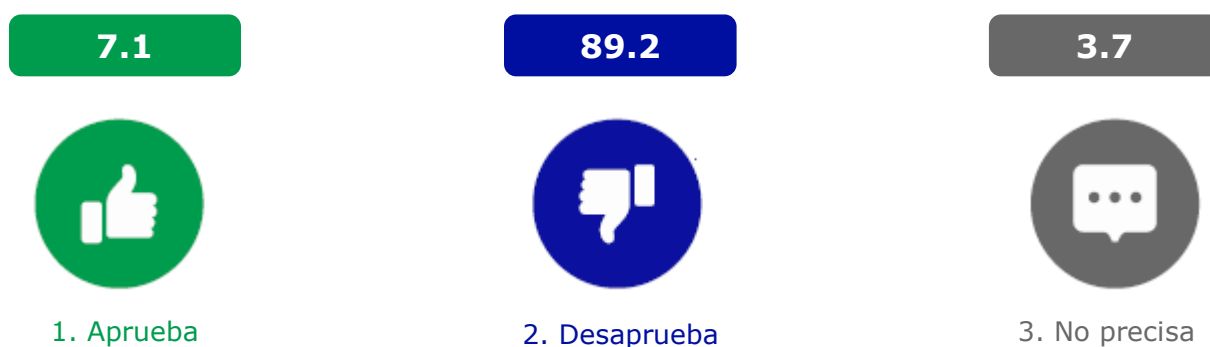 7.1
89.2
3.7
1. Aprueba
2. Desaprueba
3. No precisa